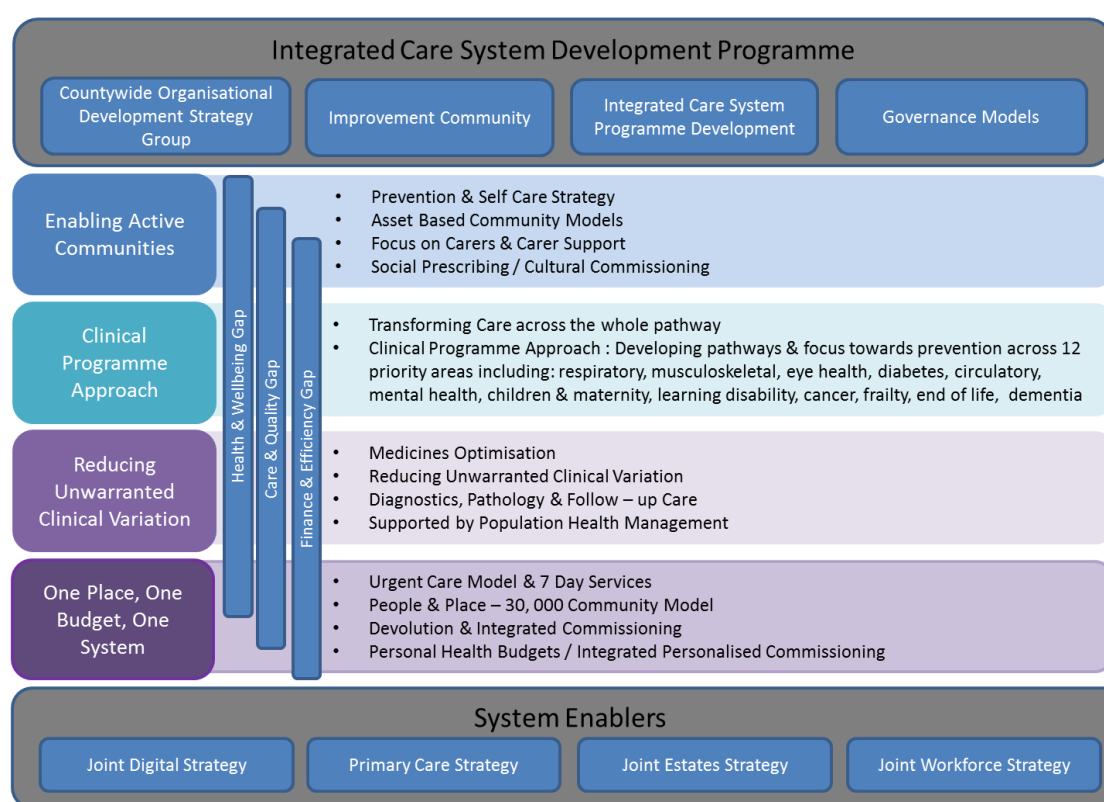 Integrated Care System Development Programme
Countywide Organisational
Development Strategy
Group
Improvement Community
Integrated Care System
Programme Development
Governance Models
Enabling Active
Communities
• Prevention & Self Care Strategy
• Asset Based Community Models
• Focus on Carers & Carer Support
• Social Prescribing / Cultural Commissioning
Clinical
Programme
Approach
• Transforming Care across the whole pathway
• Clinical Programme Approach : Developing pathways & focus towards prevention across 12
priority areas including: respiratory, musculoskeletal, eye health, diabetes, circulatory,
mental health, children & maternity, learning disability, cancer, frailty, end of life, dementia
Reducing
Unwarranted
Clinical Variation
• Medicines Optimisation
• Reducing Unwarranted Clinical Variation
• Diagnostics, Pathology & Follow – up Care
• Supported by Population Health Management
One Place, One
Budget, One
System
• Urgent Care Model & 7 Day Services
• People & Place – 30, 000 Community Model
• Devolution & Integrated Commissioning
• Personal Health Budgets / Integrated Personalised Commissioning
Health & Wellbeing Gap
Care & Quality Gap
Finance & Efficiency Gap
System Enablers
Joint Digital Strategy
Primary Care Strategy
Joint Estates Strategy
Joint Workforce Strategy